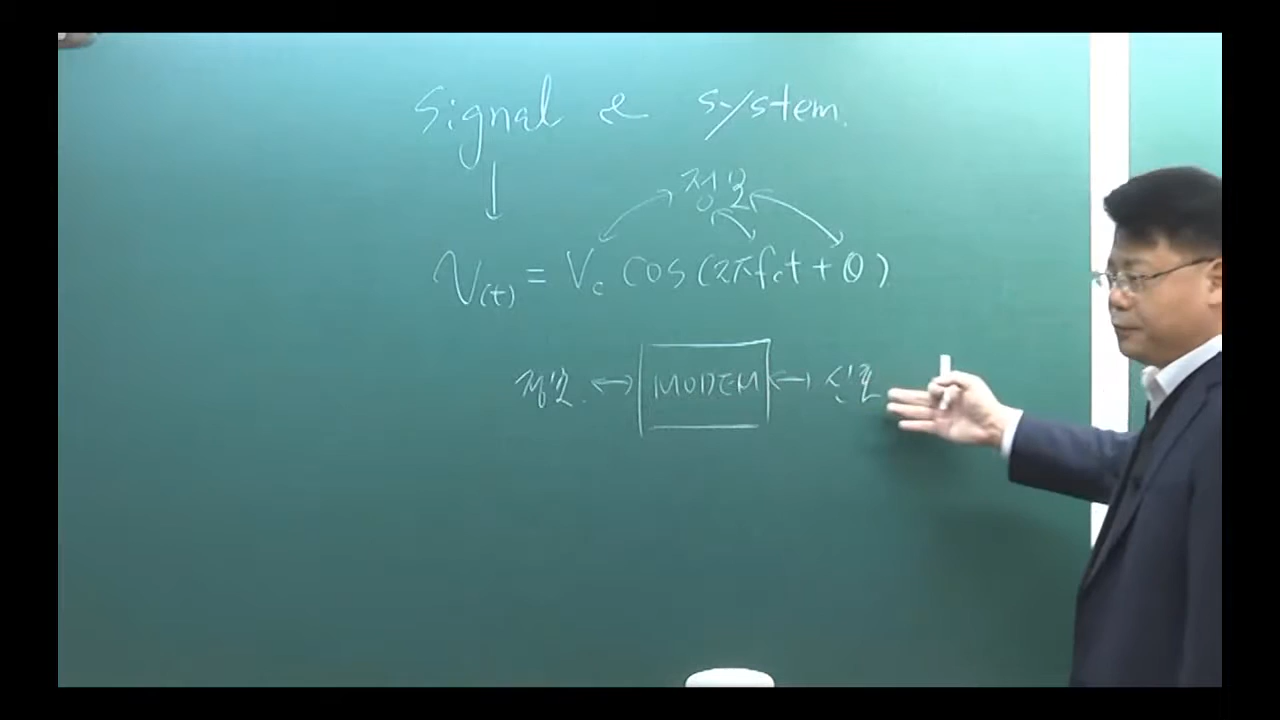 Signal & system.
정보
V(t) = Vc cos(2πfct + θ)
정보 ↔ MODEM ↔ 신호